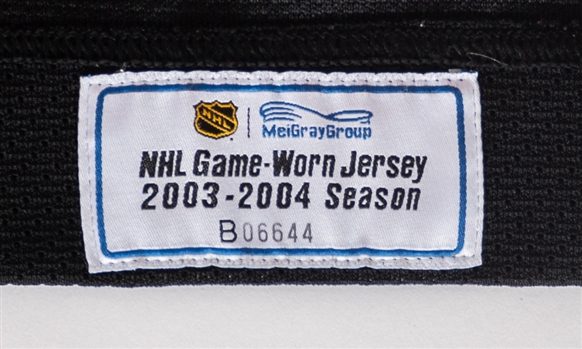 NHL MeiGrayGroup
NHL Game-Worn Jersey
2003-2004 Season
B06644